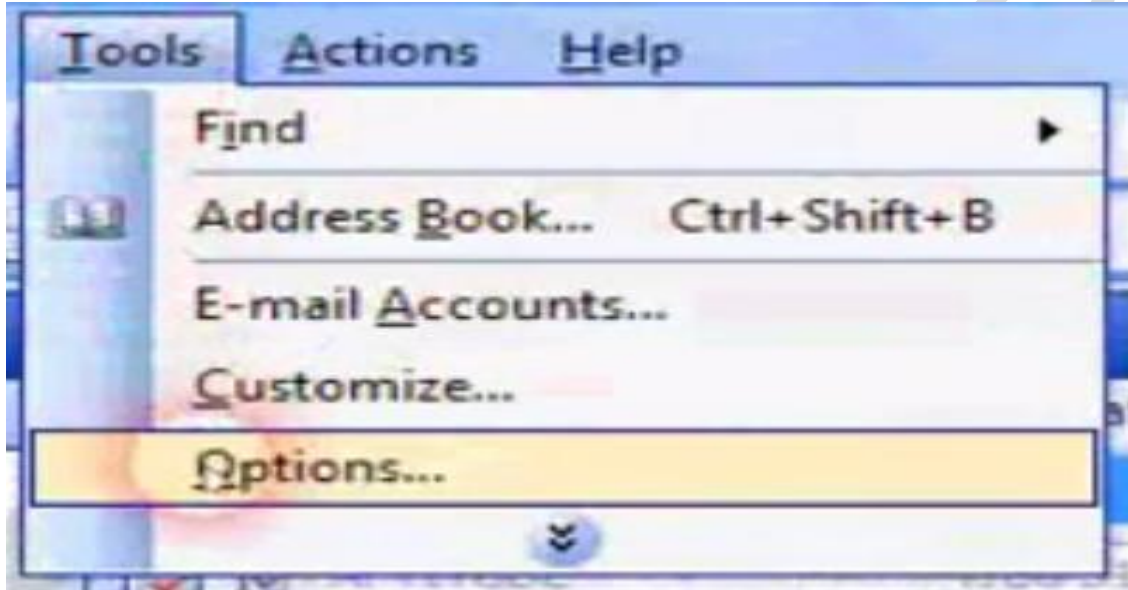 Tools Actions Help
Find
Address Book... Ctrl+Shift+B
E-mail Accounts...
Customize...
Options...